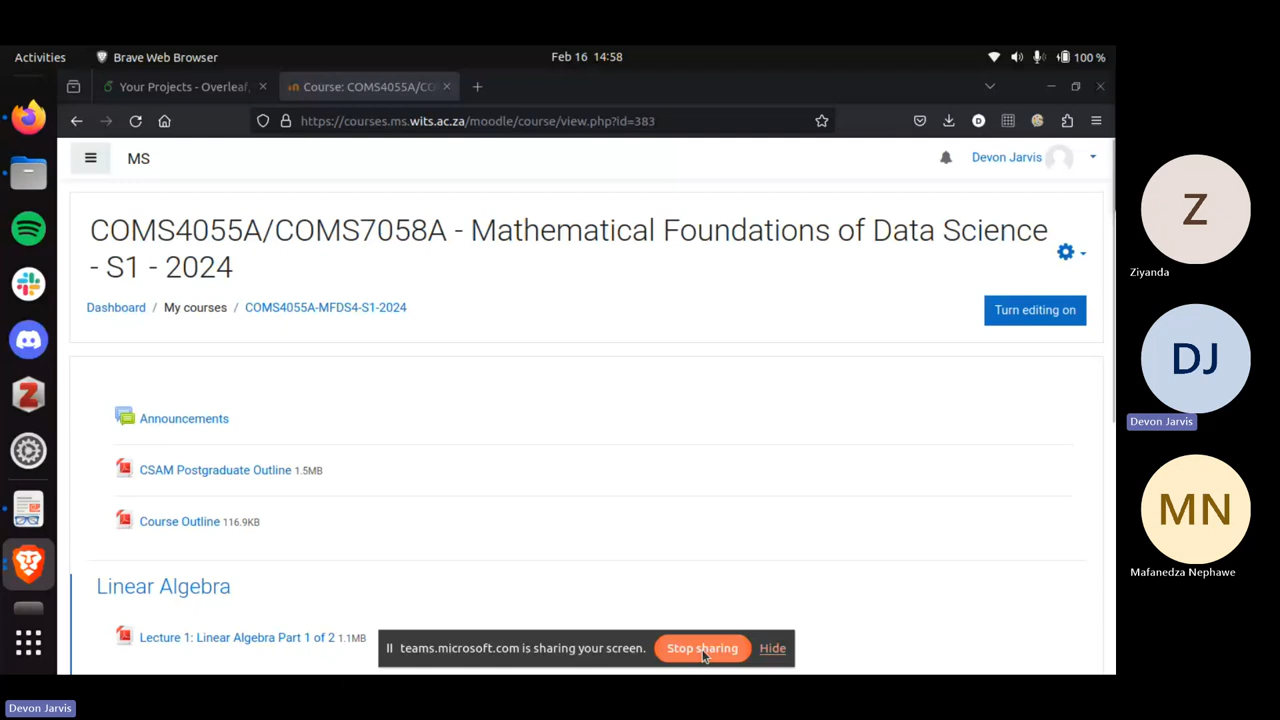 Activities
Brave Web Browser
Feb 16 14:58
100 %
Your Projects - Overleaf,
Course: COMS4055A/CO
https://courses.ms.wits.ac.za/moodle/course/view.php?id=383
MS
Devon Jarvis
COMS4055A/COMS7058A - Mathematical Foundations of Data Science
- S1 - 2024
Dashboard / My courses / COMS4055A-MFDS4-S1-2024
Turn editing on
Announcements
CSAM Postgraduate Outline 1.5MB
Course Outline 116.9KB
Linear Algebra
Lecture 1: Linear Algebra Part 1 of 2 1.1MB
teams.microsoft.com is sharing your screen.
Stop sharing
Hide
Z
Ziyanda
DJ
Devon Jarvis
MN
Mafanedza Nephawe
Devon Jarvis